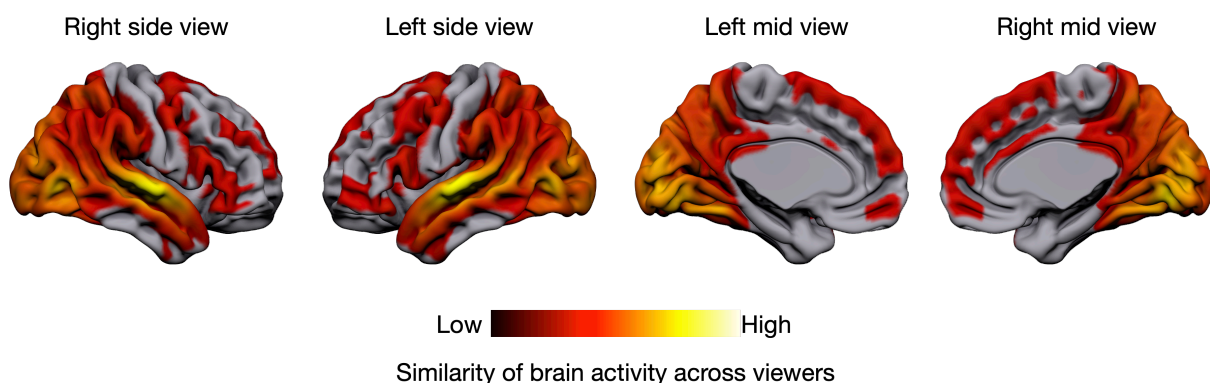 Right side view
Left side view
Left mid view
Right mid view
Low
High
Similarity of brain activity across viewers